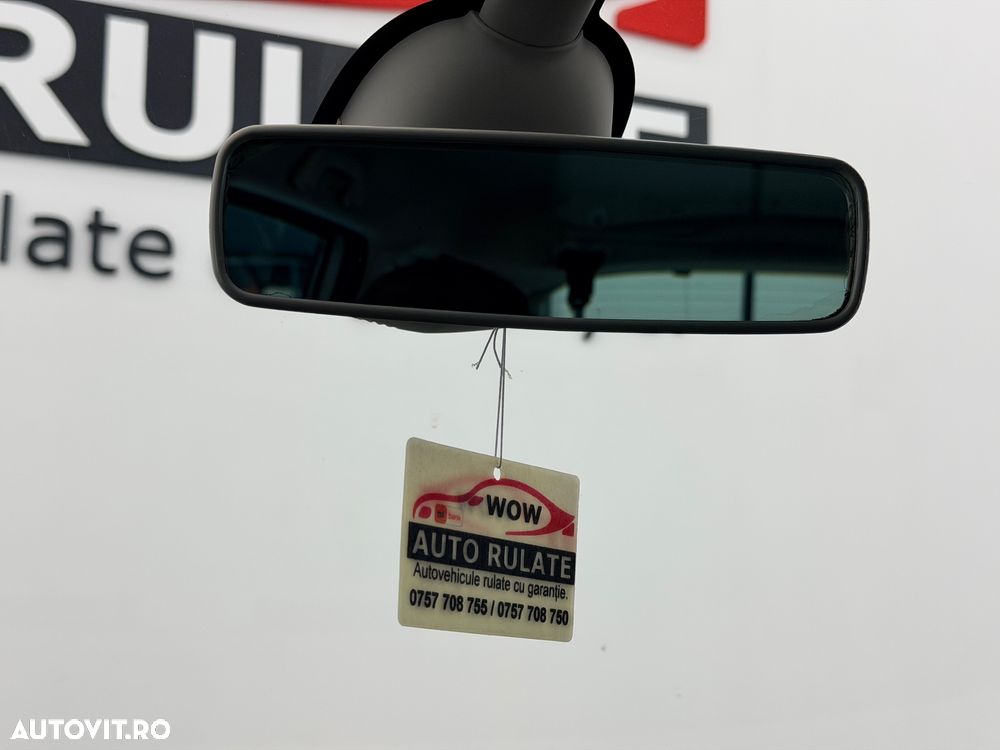 RUL
late
WOW
AUTO RULATE
Autovehicule rulate cu garanție.
0757 708 755 / 0757 708 750
AUTOVIT.RO